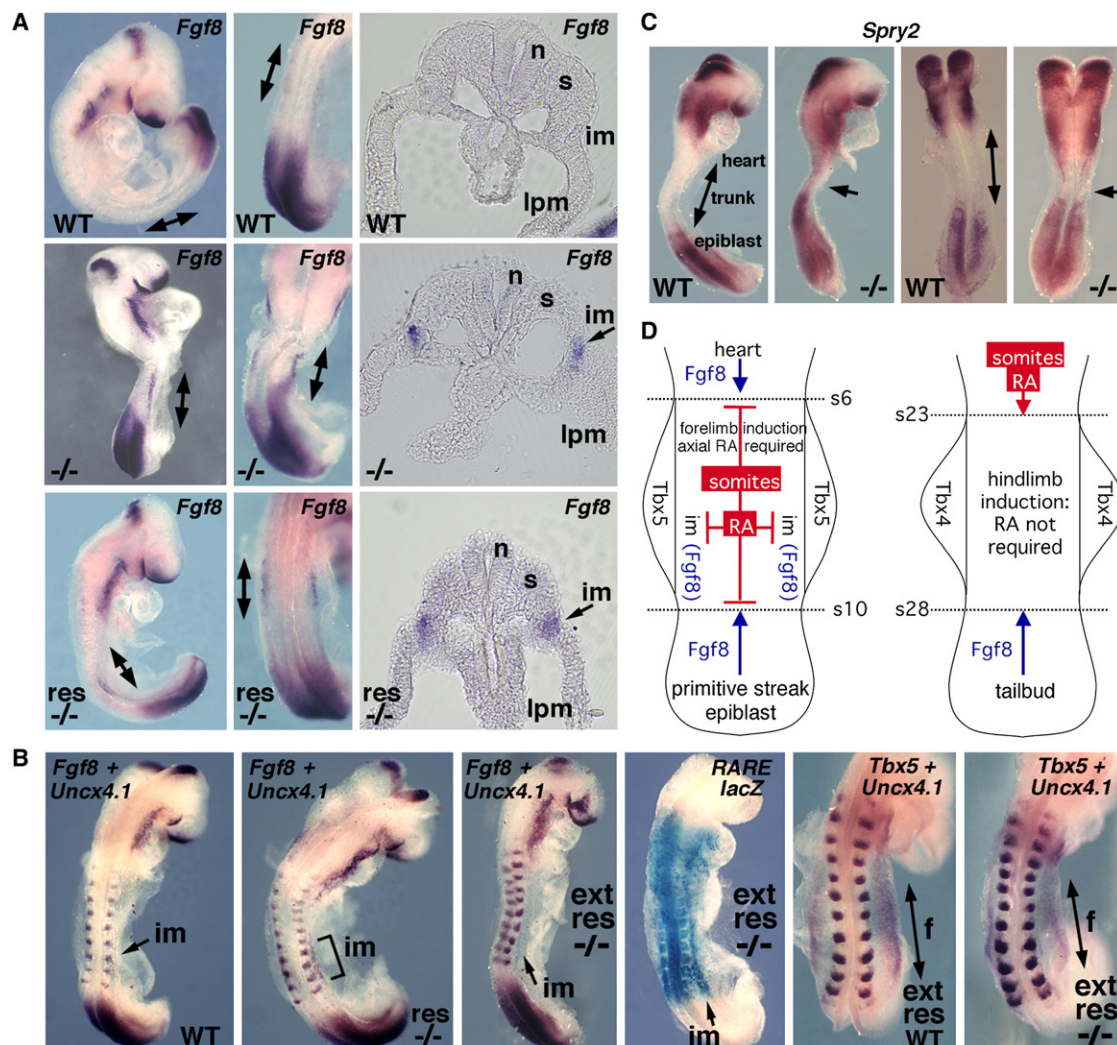 A
Fgf8
WT
Fgf8
Fgf8
n
s
im
lpm
WT
Fgf8
-/-
Fgf8
-/-
Fgf8
n
s
im
lpm
-/-
Fgf8
res
-/-
Fgf8
res
-/-
Fgf8
n
s
im
lpm
res
-/-
B
Fgf8 +
Uncx4.1
im
WT
Fgf8 +
Uncx4.1
im
res
-/-
Fgf8 +
Uncx4.1
ext
res
-/-
im
RARE
lacZ
ext
res
-/-
im
Tbx5 +
Uncx4.1
f
ext
res
WT
Tbx5 +
Uncx4.1
f
ext
res
-/-
C
Spry2
heart
trunk
epiblast
WT
-/-
WT
-/-
D
heart
Fgf8
s6
forelimb induction
axial RA required
somites
RA
Tbx5
Tbx5
im
(Fgf8)
im
(Fgf8)
s10
Fgf8
primitive streak
epiblast
somites
RA
s23
Tbx4
Tbx4
hindlimb
induction:
RA not
required
s28
Fgf8
tailbud